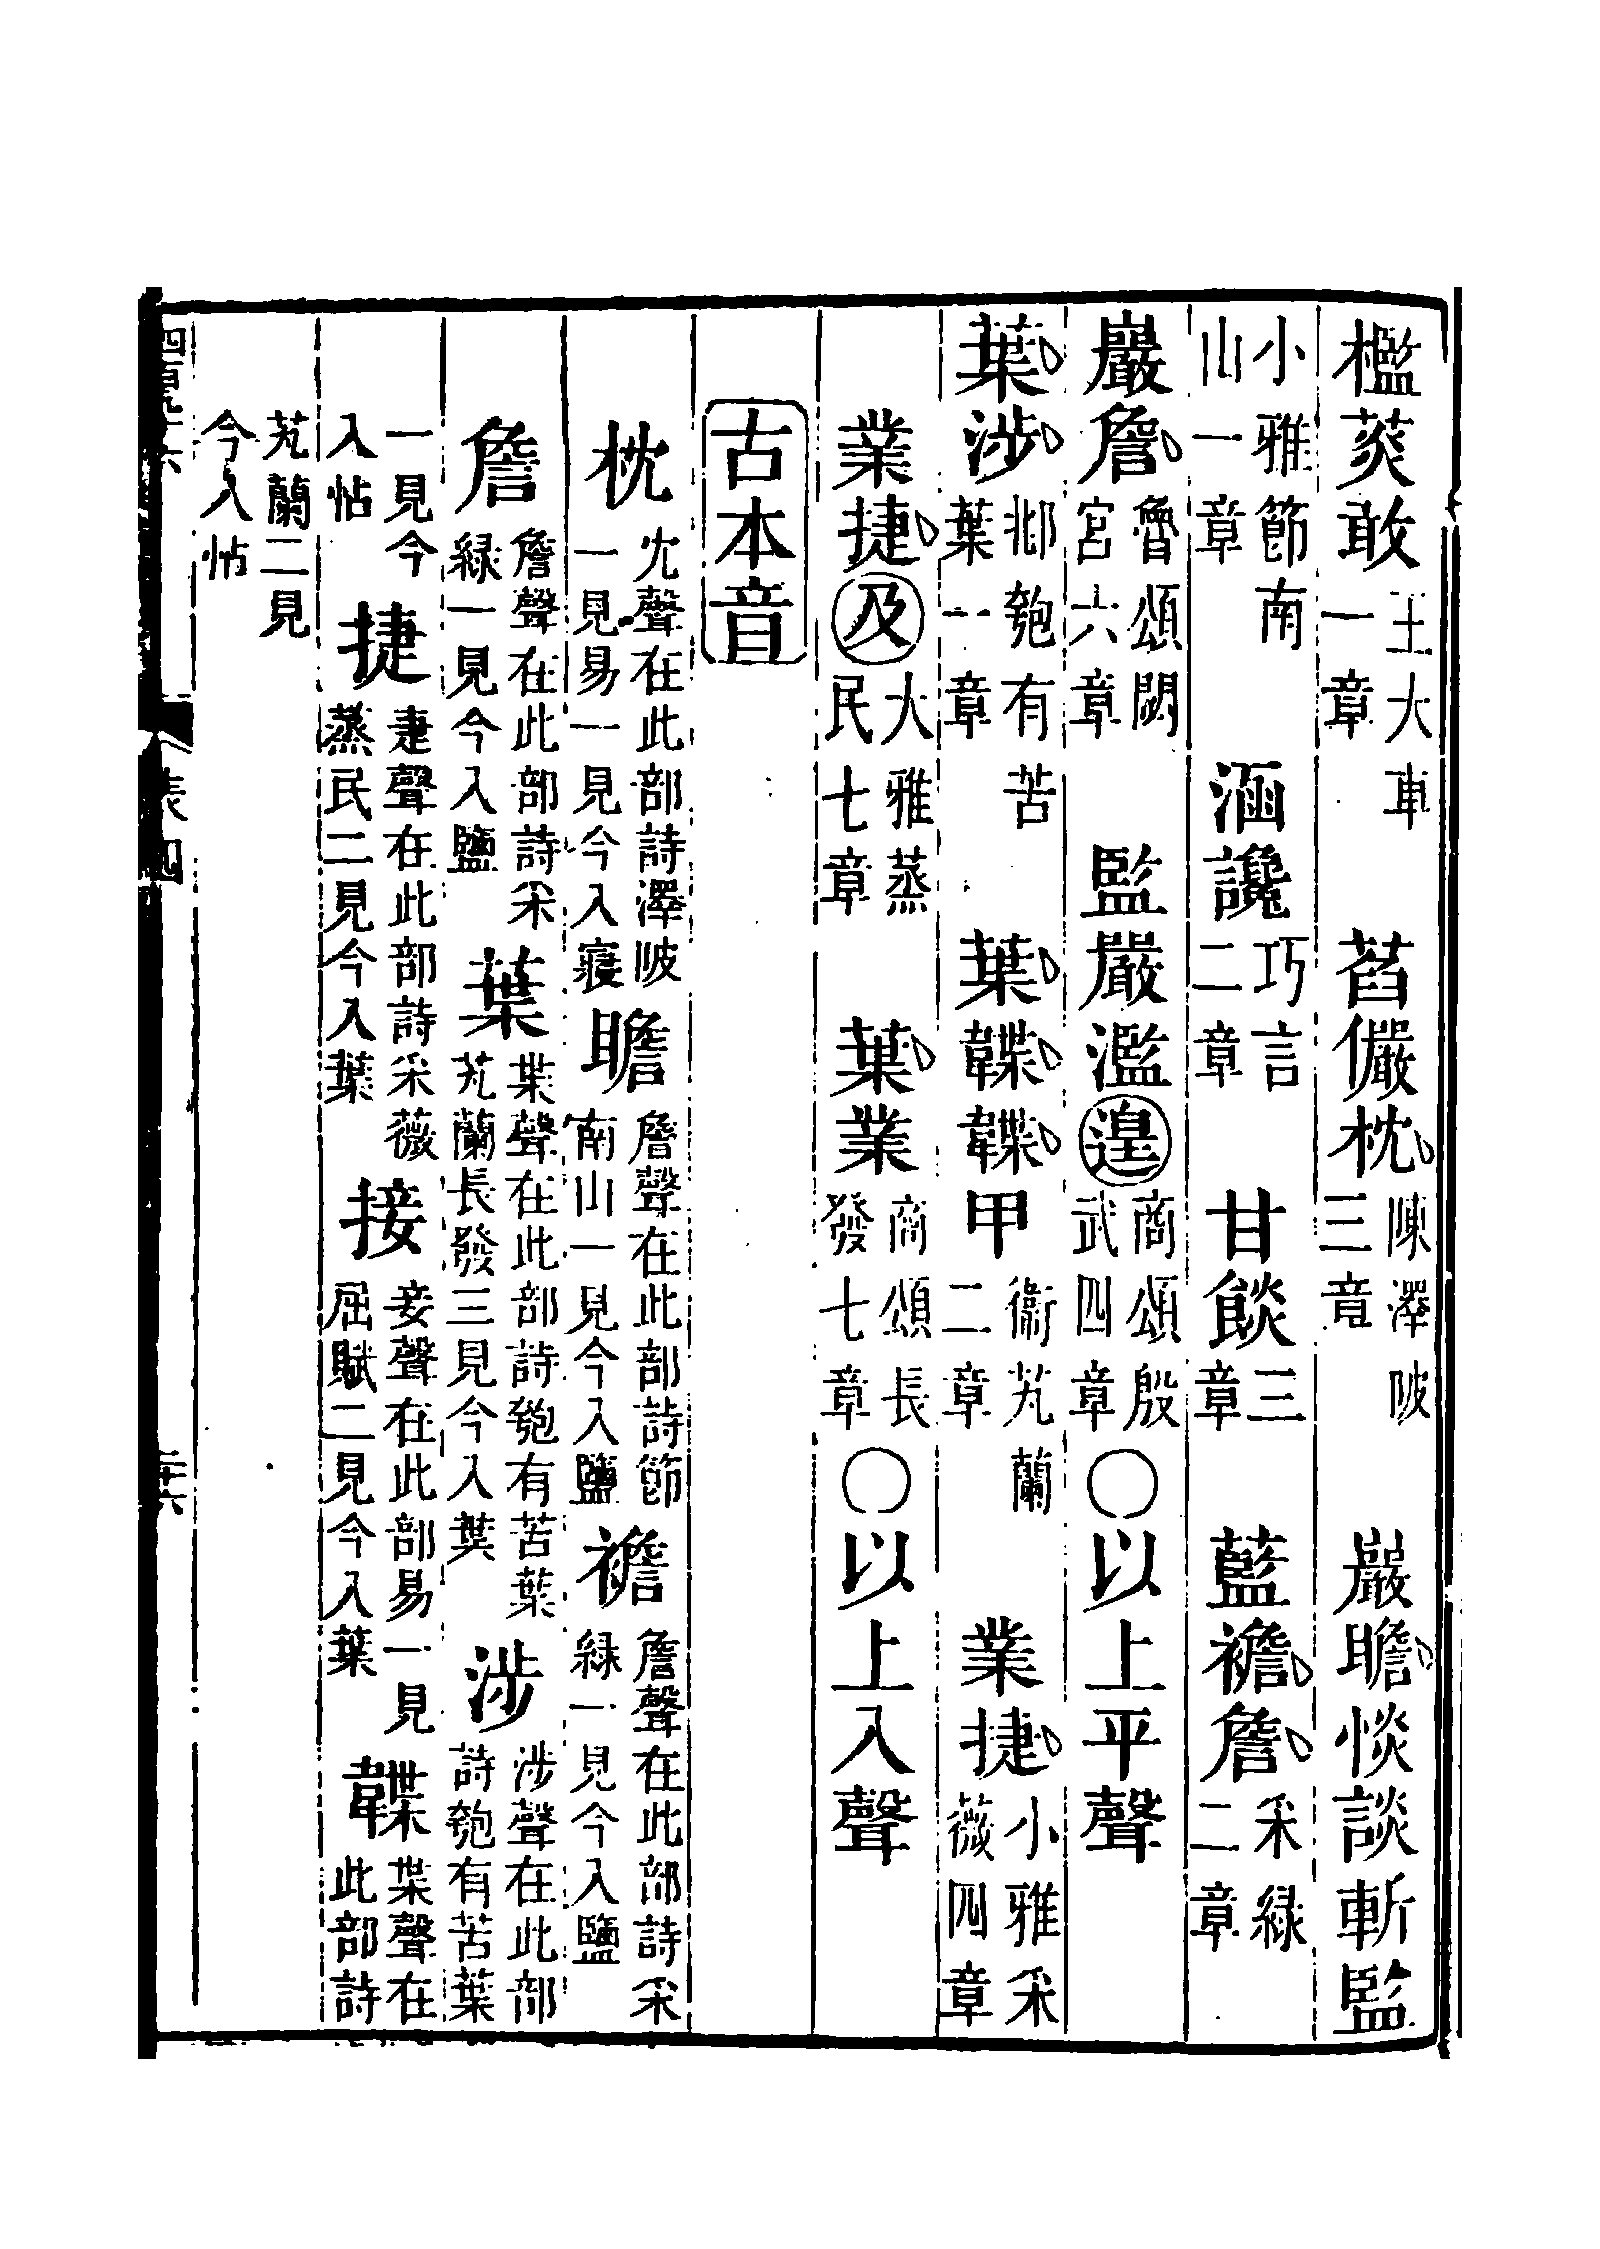 檻菼敢王大車一章　萏儼枕陳澤陂三章　巖瞻惔談斬監
小雅節南山一章　涵讒巧言二章　甘餤三章　藍襜詹采綠二章
巖詹魯頌閟宮六章　監嚴濫遑商頌殷武四章〇以上平聲
葉涉邶匏有苦葉一章　葉韘韘甲衞芄蘭二章　業捷小雅采薇四章
業捷及大雅蒸民七章　葉業商頌長發七章〇以上入聲
古本音
枕冘聲在此部詩澤陂一見易一見今入寢　瞻詹聲在此部詩節南山一見今入鹽　襜詹聲在此部詩采綠一見今入鹽
詹詹聲在此部詩采綠一見今入鹽　葉枼聲在此部詩匏有苦葉芄蘭長發三見今入葉　涉涉聲在此部詩匏有苦葉
一見今入帖　捷疌聲在此部詩采薇蒸民二見今入葉　接妾聲在此部易一見屈賦二見今入葉　韘枼聲在此部詩
芄蘭二見今入帖
表四